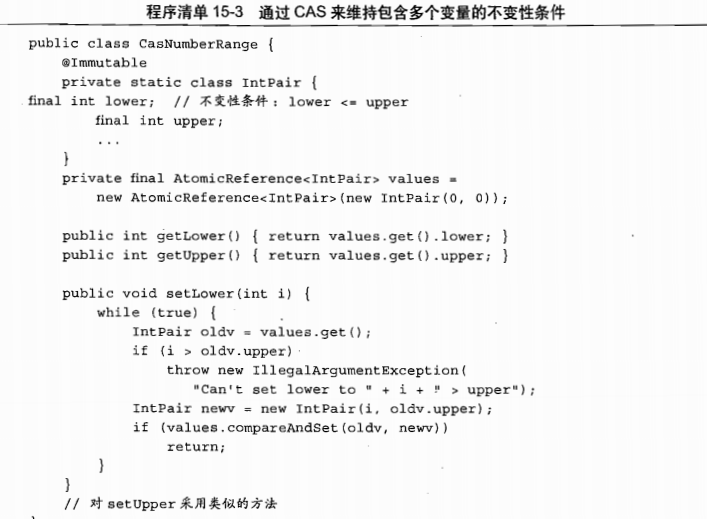 程序清单 15-3 通过 CAS 来维持包含多个变量的不变性条件
public class CasNumberRange {
@Immutable
private static class IntPair {
final int lower; // 不变性条件: lower <= upper
final int upper;
...
}
private final AtomicReference<IntPair> values =
new AtomicReference<IntPair>(new IntPair(0, 0));
public int getLower() { return values.get().lower; }
public int getUpper() { return values.get().upper; }
public void setLower(int i) {
while (true) {
IntPair oldv = values.get();
if (i > oldv.upper)
throw new IllegalArgumentException(
"Can't set lower to " + i + " > upper");
IntPair newv = new IntPair(i, oldv.upper);
if (values.compareAndSet(oldv, newv))
return;
}
}
// 对 setUpper 采用类似的方法